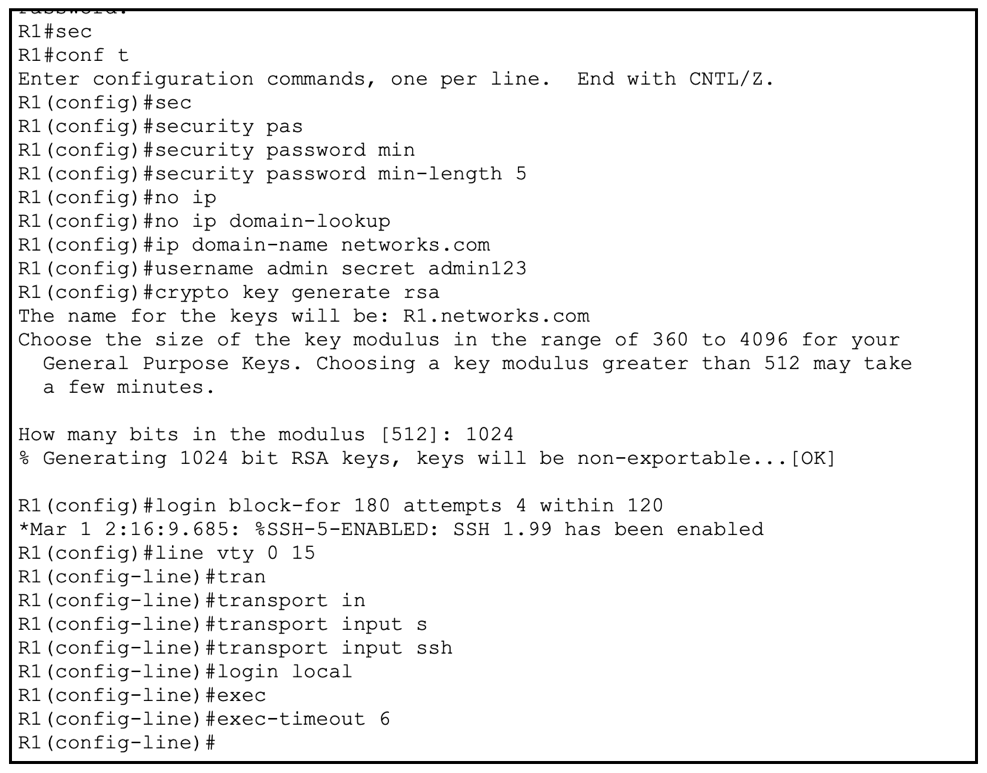 Password:
R1#sec
R1#conf t
Enter configuration commands, one per line.  End with CNTL/Z.
R1(config)#sec
R1(config)#security pas
R1(config)#security password min
R1(config)#security password min-length 5
R1(config)#no ip
R1(config)#no ip domain-lookup
R1(config)#ip domain-name networks.com
R1(config)#username admin secret admin123
R1(config)#crypto key generate rsa
The name for the keys will be: R1.networks.com
Choose the size of the key modulus in the range of 360 to 4096 for your
  General Purpose Keys. Choosing a key modulus greater than 512 may take
  a few minutes.

How many bits in the modulus [512]: 1024
% Generating 1024 bit RSA keys, keys will be non-exportable...[OK]

R1(config)#login block-for 180 attempts 4 within 120
*Mar 1 2:16:9.685: %SSH-5-ENABLED: SSH 1.99 has been enabled
R1(config)#line vty 0 15
R1(config-line)#tran
R1(config-line)#transport in
R1(config-line)#transport input s
R1(config-line)#transport input ssh
R1(config-line)#login local
R1(config-line)#exec
R1(config-line)#exec-timeout 6
R1(config-line)#